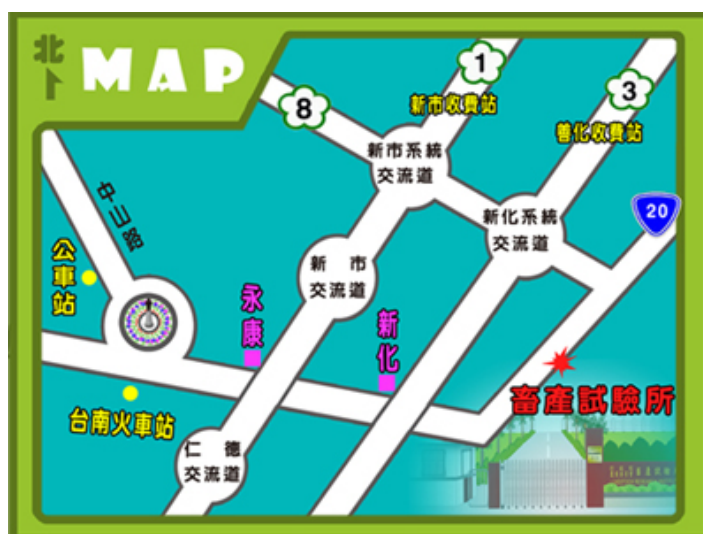 北
MAP
8
1
新市收費站
3
善化收費站
新市系統
交流道
新化系統
交流道
20
中山路
公車站
新市
交流道
永康
新化
台南火車站
畜產試驗所
仁德
交流道